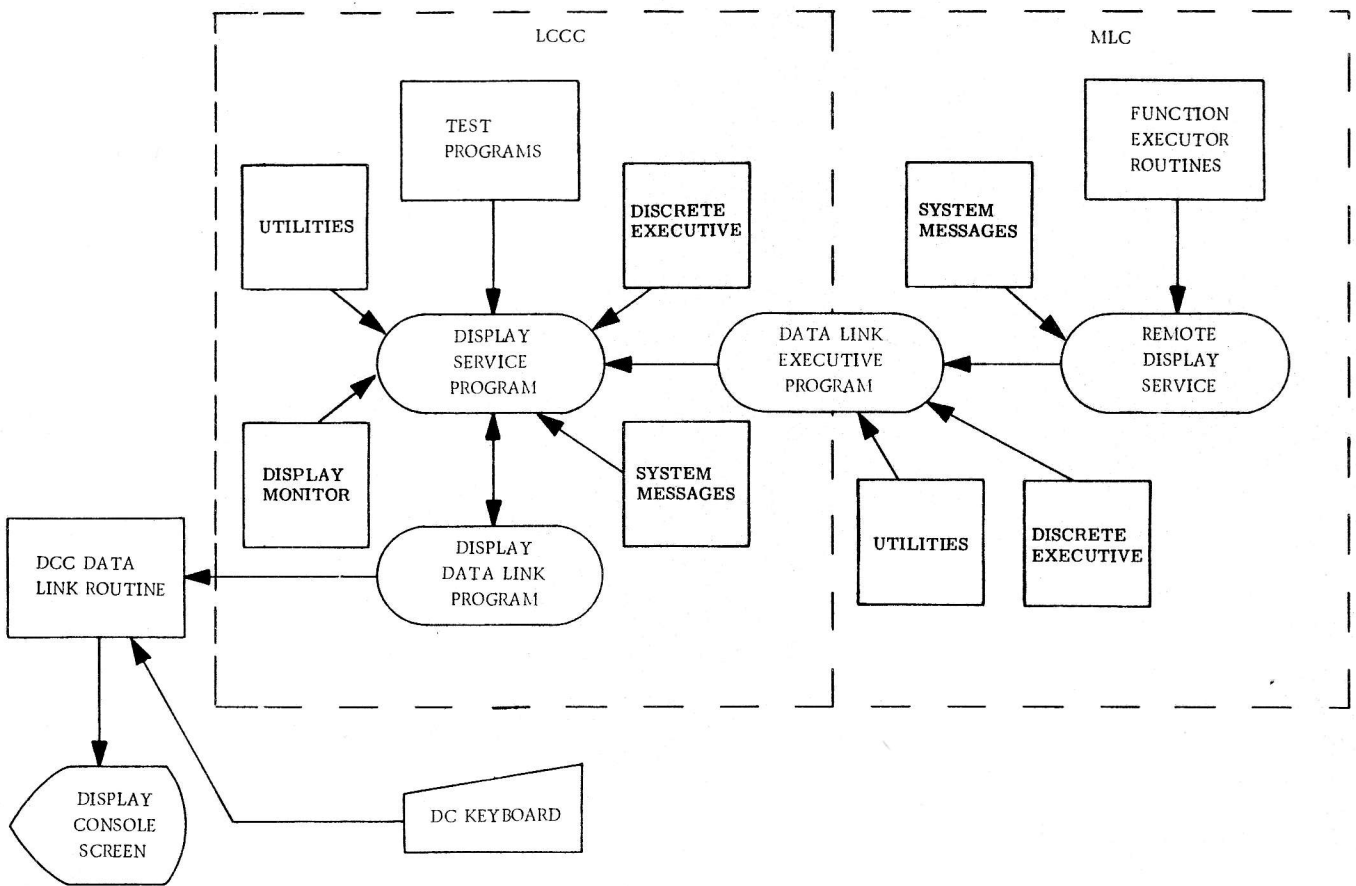 LCCC
MLC
TEST
PROGRAMS
FUNCTION
EXECUTOR
ROUTINES
UTILITIES
DISCRETE
EXECUTIVE
SYSTEM
MESSAGES
DISPLAY
SERVICE
PROGRAM
DATA LINK
EXECUTIVE
PROGRAM
REMOTE
DISPLAY
SERVICE
DISPLAY
MONITOR
SYSTEM
MESSAGES
UTILITIES
DISCRETE
EXECUTIVE
DCC DATA
LINK ROUTINE
DISPLAY
DATA LINK
PROGRAM
DISPLAY
CONSOLE
SCREEN
DC KEYBOARD